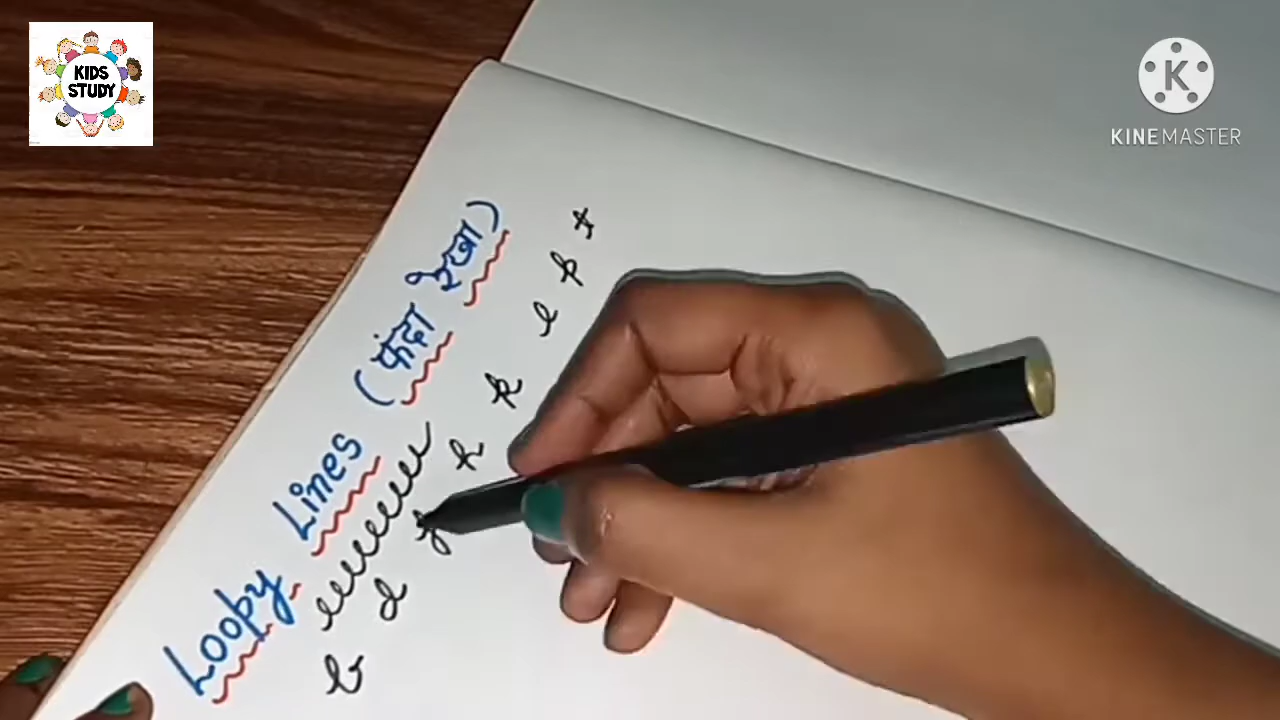 KIDS
STUDY
KINEMASTER
Loopy Lines (फंदा रेखा)
b d f h k l p t